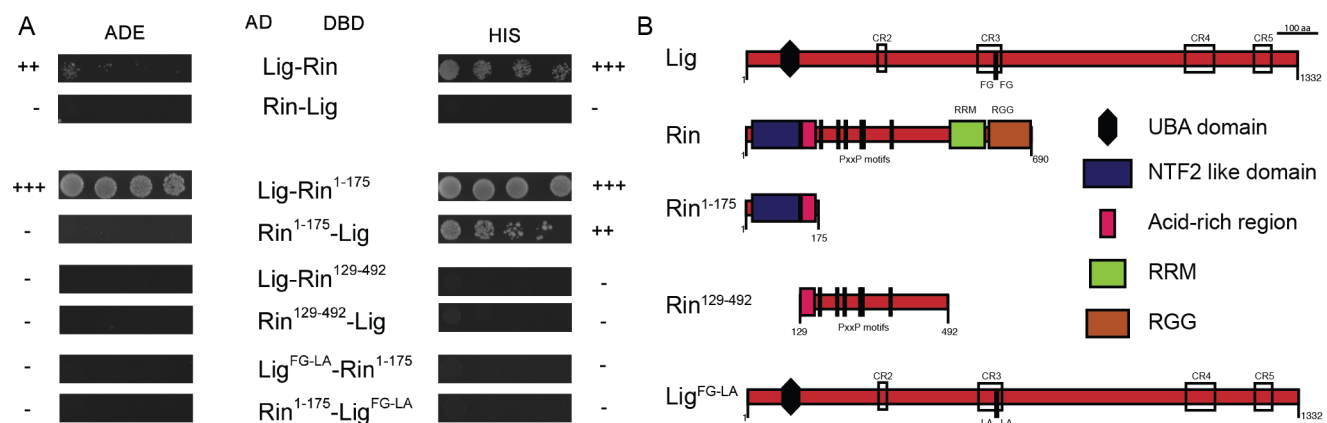 A
ADE
AD DBD
HIS
++ Lig-Rin +++
- Rin-Lig -
+++ Lig-Rin1-175 +++
- Rin1-175-Lig ++
- Lig-Rin129-492 -
- Rin129-492-Lig -
- LigFG-LA-Rin1-175 -
- Rin1-175-LigFG-LA -
B
100 aa
CR2 CR3 CR4 CR5
Lig
1 FG FG 1332
RRM RGG
Rin
1 PxxP motifs 690
Rin1-175
1 175
Rin129-492
129 PxxP motifs 492
UBA domain
NTF2 like domain
Acid-rich region
RRM
RGG
CR2 CR3 CR4 CR5
LigFG-LA
1 LA LA 1332